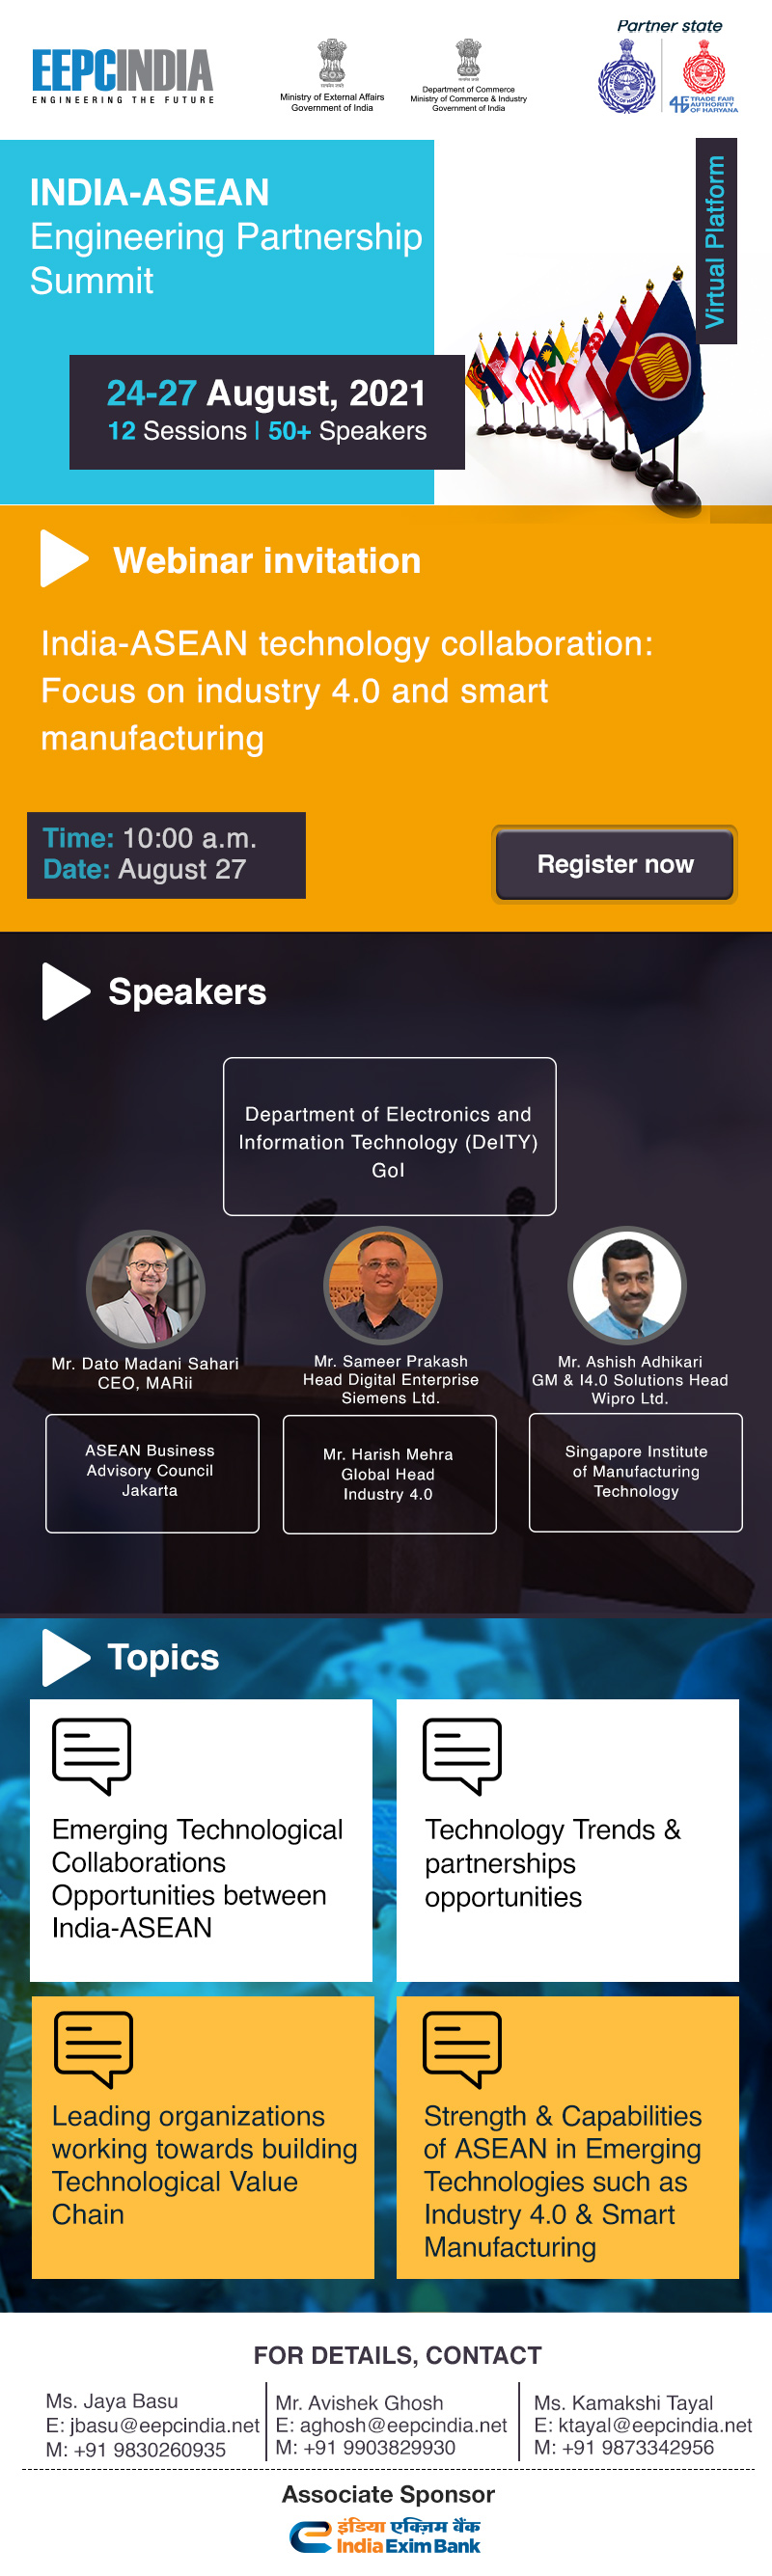 Partner state
EEPCINDIA
ENGINEERING THE FUTURE
Ministry of External Affairs
Government of India
Department of Commerce
Ministry of Commerce & Industry
Government of India
TRADE FAIR
AUTHORITY
OF HARYANA
Virtual Platform
INDIA-ASEAN
Engineering Partnership
Summit
24-27 August, 2021
12 Sessions | 50+ Speakers
Webinar invitation
India-ASEAN technology collaboration:
Focus on industry 4.0 and smart
manufacturing
Time: 10:00 a.m.
Date: August 27
Register now
Speakers
Department of Electronics and
Information Technology (DeITY)
GoI
Mr. Dato Madani Sahari
CEO, MARii
Mr. Sameer Prakash
Head Digital Enterprise
Siemens Ltd.
Mr. Ashish Adhikari
GM & I4.0 Solutions Head
Wipro Ltd.
ASEAN Business
Advisory Council
Jakarta
Mr. Harish Mehra
Global Head
Industry 4.0
Singapore Institute
of Manufacturing
Technology
Topics
Emerging Technological
Collaborations
Opportunities between
India-ASEAN
Technology Trends &
partnerships
opportunities
Leading organizations
working towards building
Technological Value
Chain
Strength & Capabilities
of ASEAN in Emerging
Technologies such as
Industry 4.0 & Smart
Manufacturing
FOR DETAILS, CONTACT
Ms. Jaya Basu
E: jbasu@eepcindia.net
M: +91 9830260935
Mr. Avishek Ghosh
E: aghosh@eepcindia.net
M: +91 9903829930
Ms. Kamakshi Tayal
E: ktayal@eepcindia.net
M: +91 9873342956
Associate Sponsor
इंडिया एक्ज़िम बैंक
India Exim Bank